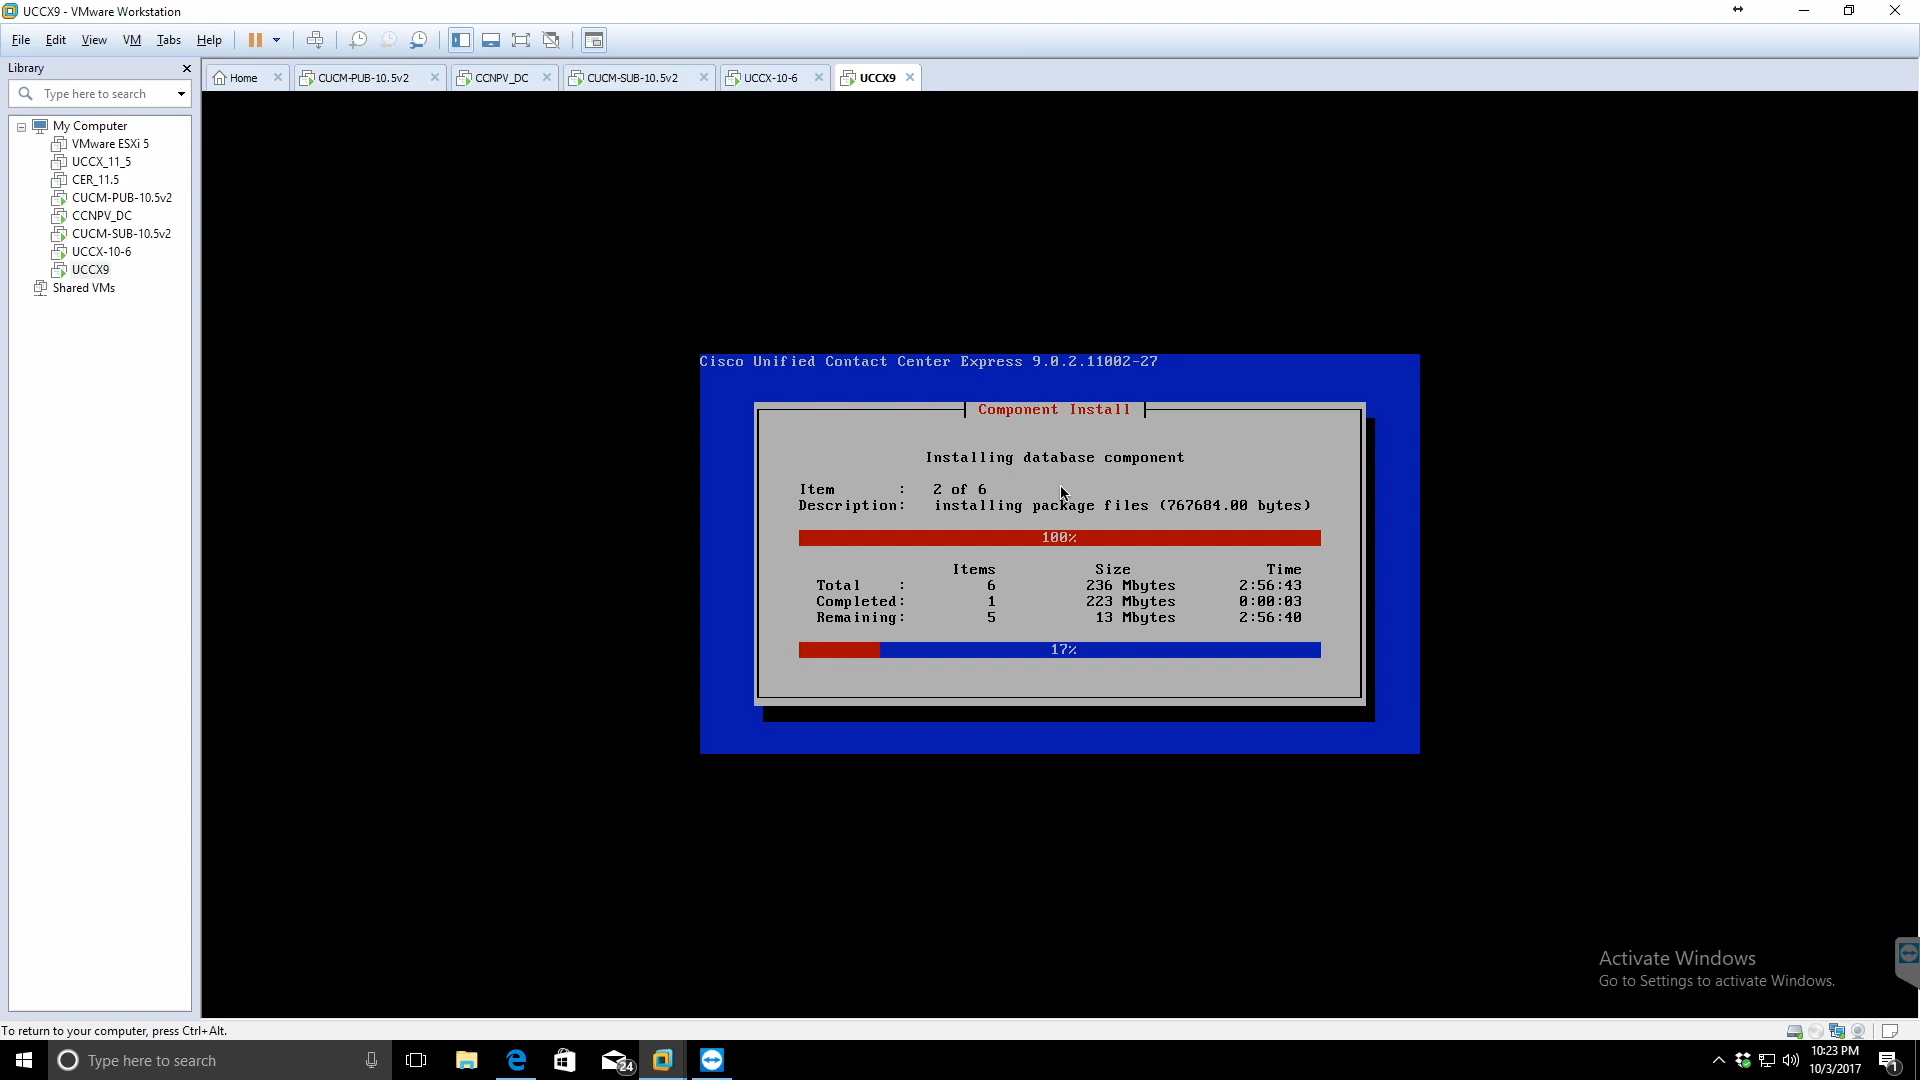 UCCX9 - VMware Workstation
File Edit View VM Tabs Help
Library
Type here to search
Home CUCM-PUB-10.5v2 CCNPV_DC CUCM-SUB-10.5v2 UCCX-10-6 UCCX9
My Computer
VMware ESXi 5
UCCX_11_5
CER_11.5
CUCM-PUB-10.5v2
CCNPV_DC
CUCM-SUB-10.5v2
UCCX-10-6
UCCX9
Shared VMs
Cisco Unified Contact Center Express 9.0.2.11002-27
Component Install
Installing database component
Item : 2 of 6
Description: installing package files (767684.00 bytes)
100%
Items Size Time
Total : 6 236 Mbytes 2:56:43
Completed: 1 223 Mbytes 0:00:03
Remaining: 5 13 Mbytes 2:56:40
17%
Activate Windows
Go to Settings to activate Windows.
To return to your computer, press Ctrl+Alt.
Type here to search
24
10:23 PM
10/3/2017
1